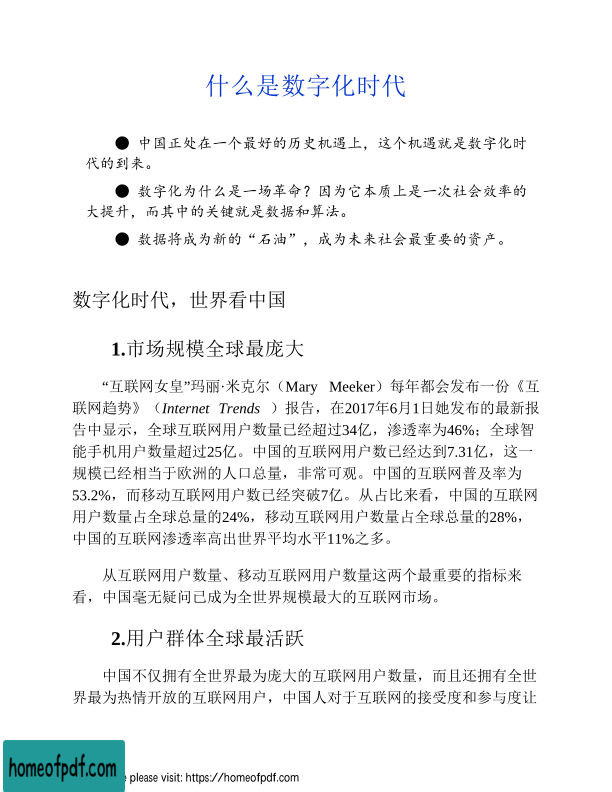 什么是数字化时代
● 中国正处在一个最好的历史机遇上，这个机遇就是数字化时
代的到来。
● 数字化为什么是一场革命？因为它本质上是一次社会效率的
大提升，而其中的关键就是数据和算法。
● 数据将成为新的“石油”，成为未来社会最重要的资产。
数字化时代，世界看中国
1.市场规模全球最庞大
“互联网女皇”玛丽·米克尔（Mary Meeker）每年都会发布一份《互
联网趋势》（Internet Trends ）报告，在2017年6月1日她发布的最新报
告中显示，全球互联网用户数量已经超过34亿，渗透率为46%；全球智
能手机用户数量超过25亿。中国的互联网用户数已经达到7.31亿，这一
规模已经相当于欧洲的人口总量，非常可观。中国的互联网普及率为
53.2%，而移动互联网用户数已经突破7亿。从占比来看，中国的互联网
用户数量占全球总量的24%，移动互联网用户数量占全球总量的28%，
中国的互联网渗透率高出世界平均水平11%之多。
从互联网用户数量、移动互联网用户数量这两个最重要的指标来
看，中国毫无疑问已成为全世界规模最大的互联网市场。
2.用户群体全球最活跃
中国不仅拥有全世界最为庞大的互联网用户数量，而且还拥有全世
界最为热情开放的互联网用户，中国人对于互联网的接受度和参与度让
homeofpdf.com
please visit: https://homeofpdf.com